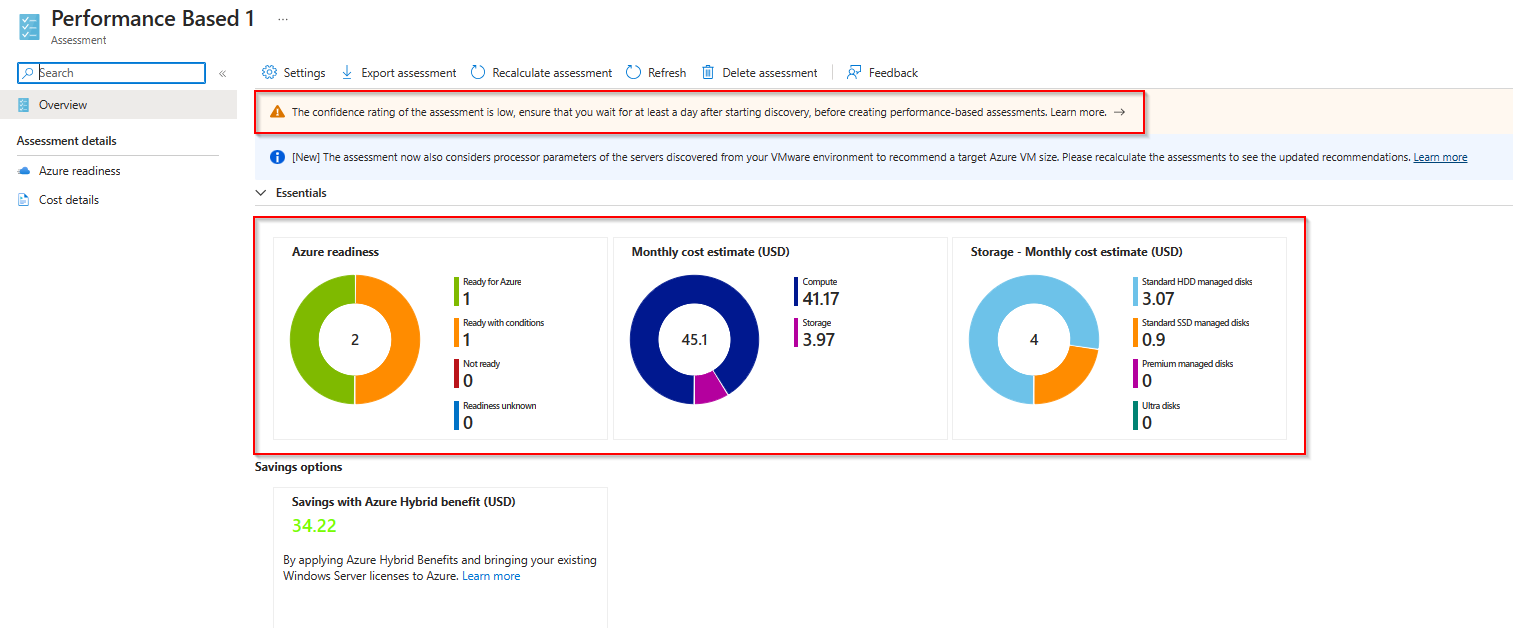 Performance Based 1 ...
Assessment
Search
«
Settings Export assessment Recalculate assessment Refresh Delete assessment Feedback
Overview
The confidence rating of the assessment is low, ensure that you wait for at least a day after starting discovery, before creating performance-based assessments. Learn more. →
Assessment details
[New] The assessment now also considers processor parameters of the servers discovered from your VMware environment to recommend a target Azure VM size. Please recalculate the assessments to see the updated recommendations. Learn more
Azure readiness
Cost details
Essentials
Azure readiness
2
Ready for Azure
1
Ready with conditions
1
Not ready
0
Readiness unknown
0
Monthly cost estimate (USD)
45.1
Compute
41.17
Storage
3.97
Storage - Monthly cost estimate (USD)
4
Standard HDD managed disks
3.07
Standard SSD managed disks
0.9
Premium managed disks
0
Ultra disks
0
Savings options
Savings with Azure Hybrid benefit (USD)
34.22
By applying Azure Hybrid Benefits and bringing your existing
Windows Server licenses to Azure. Learn more